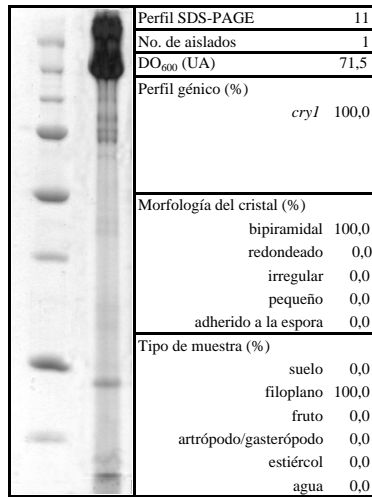 Perfil SDS-PAGE 11
No. de aislados 1
DO600 (UA) 71,5
Perfil génico (%)
cry1 100,0
Morfología del cristal (%)
bipiramidal 100,0
redondeado 0,0
irregular 0,0
pequeño 0,0
adherido a la espora 0,0
Tipo de muestra (%)
suelo 0,0
filoplano 100,0
fruto 0,0
artrópodo/gasterópodo 0,0
estiércol 0,0
agua 0,0